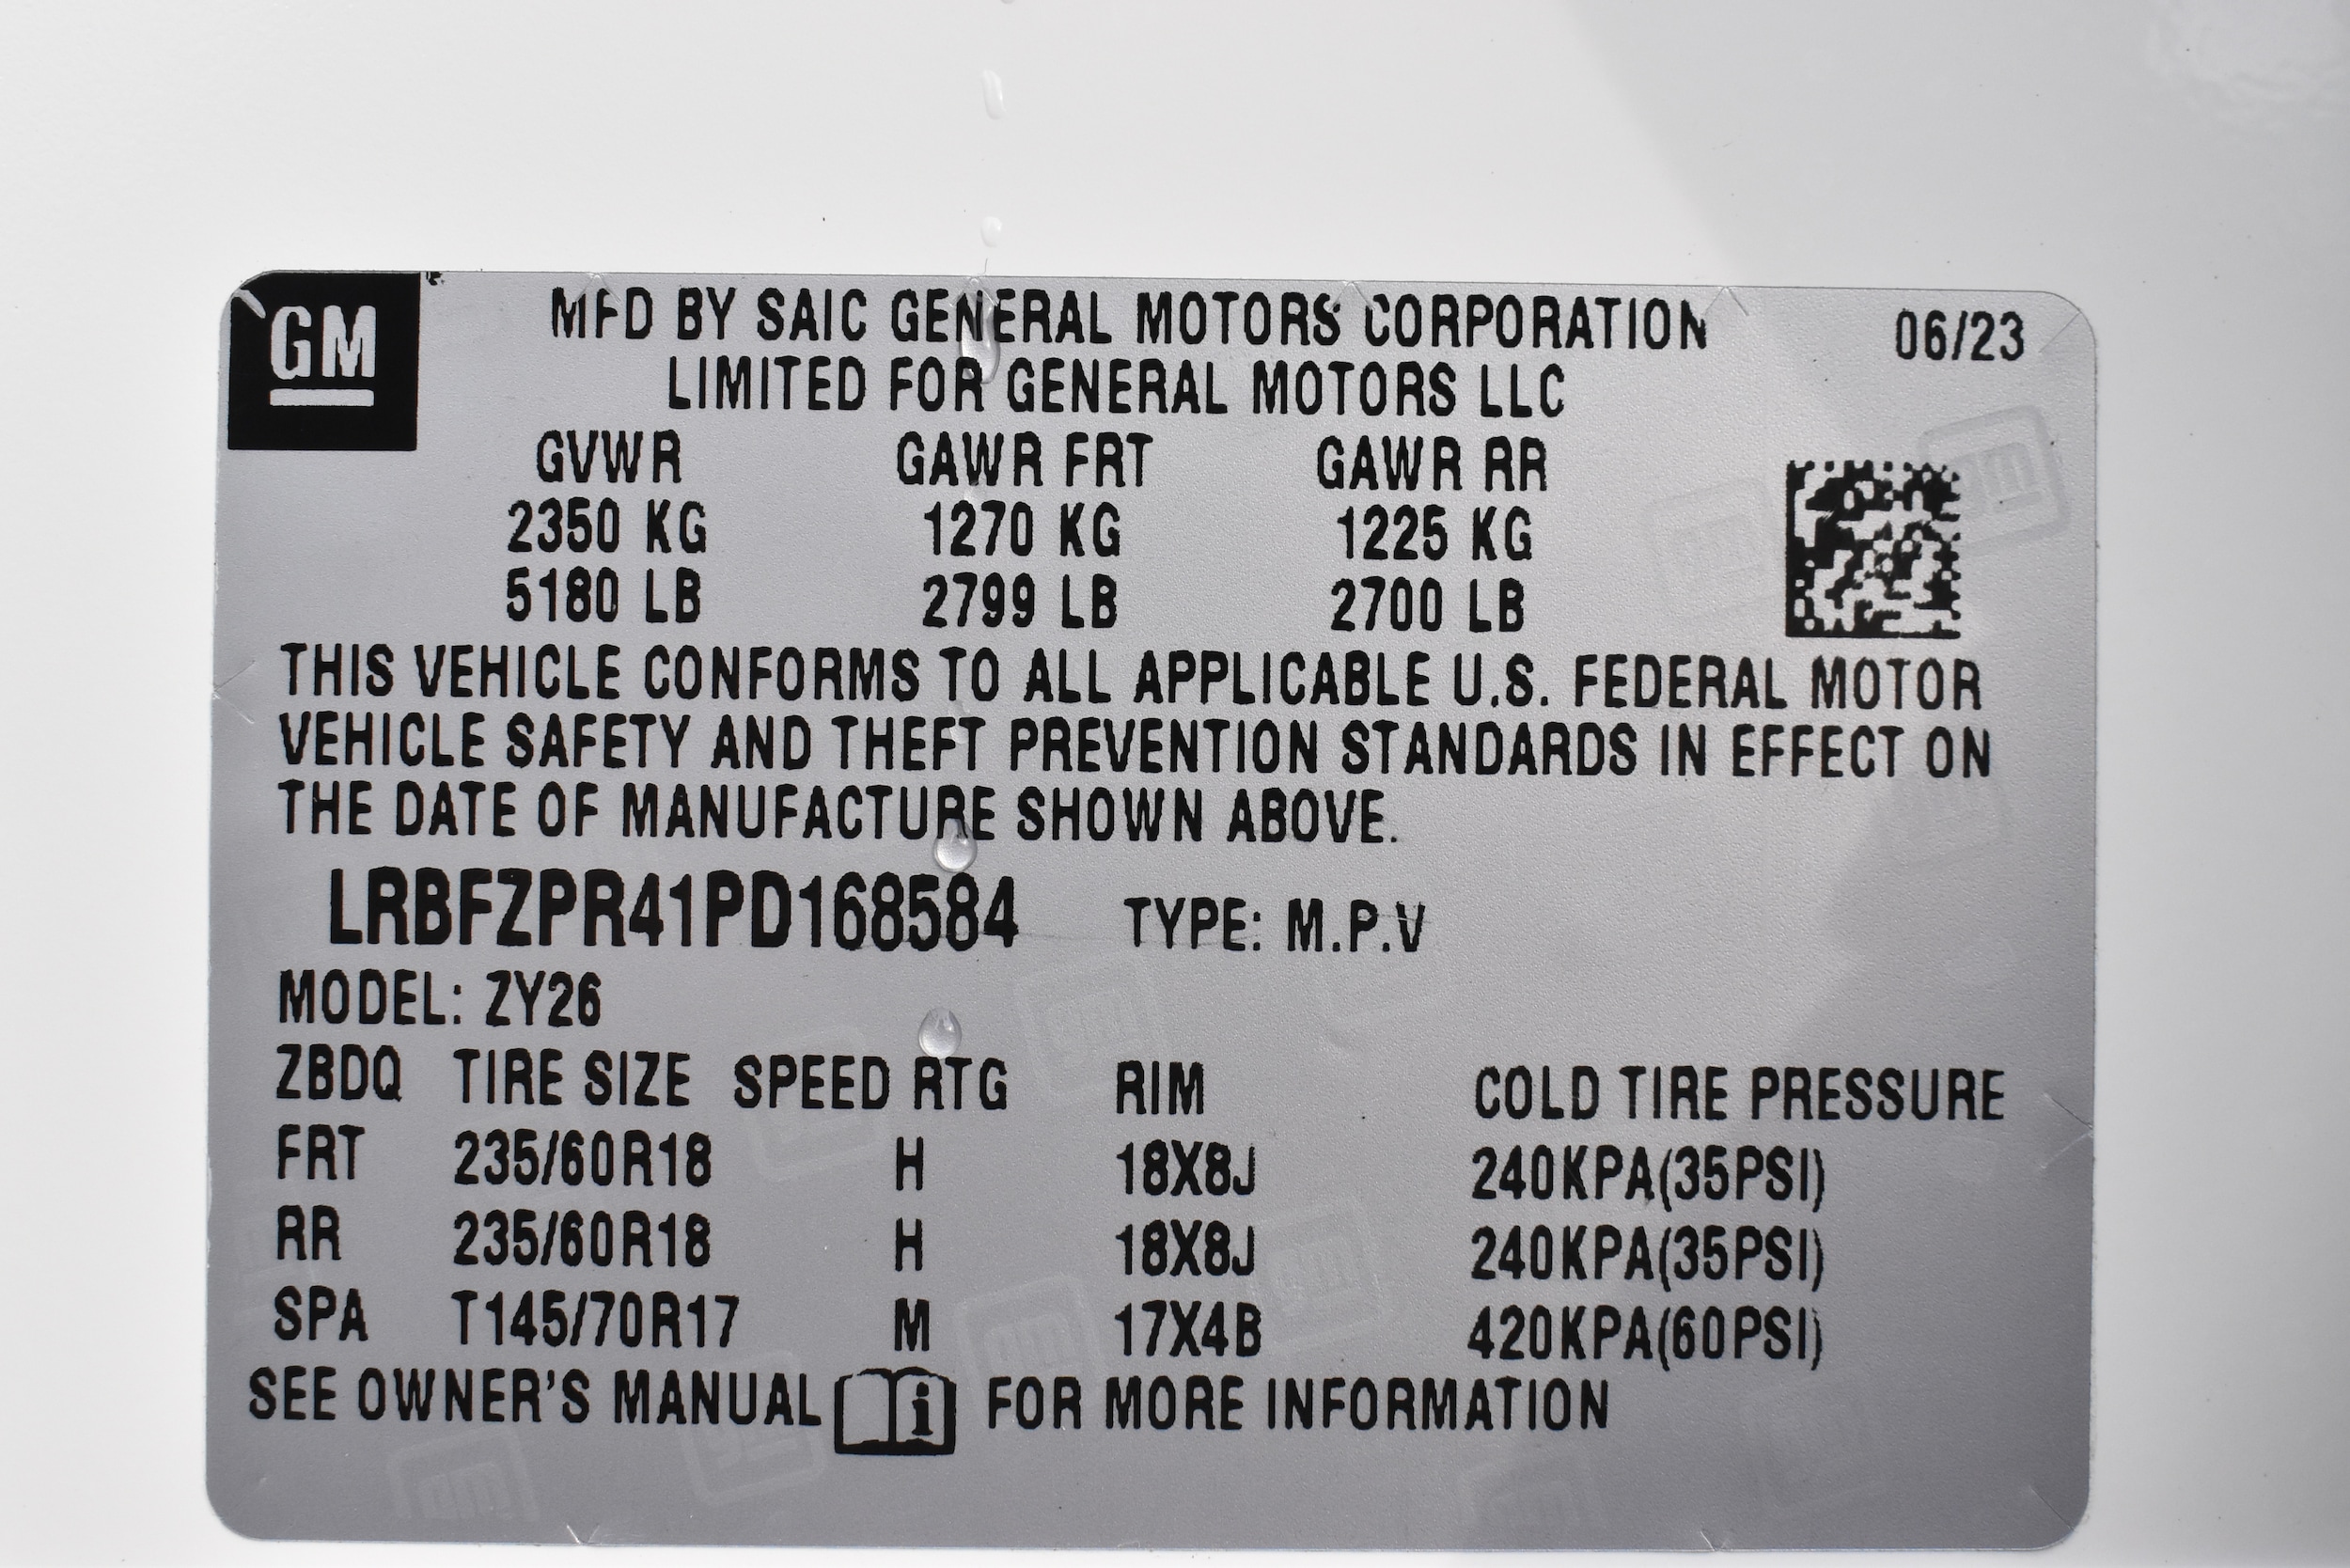 GM
MFD BY SAIC GENERAL MOTORS CORPORATION 06/23
LIMITED FOR GENERAL MOTORS LLC
GVWR GAWR FRT GAWR RR
2350 KG 1270 KG 1225 KG
5180 LB 2799 LB 2700 LB
THIS VEHICLE CONFORMS TO ALL APPLICABLE U.S. FEDERAL MOTOR
VEHICLE SAFETY AND THEFT PREVENTION STANDARDS IN EFFECT ON
THE DATE OF MANUFACTURE SHOWN ABOVE.
LRBFZPR41PD168584 TYPE: M.P.V
MODEL: ZY26
ZBDQ TIRE SIZE SPEED RTG RIM COLD TIRE PRESSURE
FRT 235/60R18 H 18X8J 240KPA(35PSI)
RR 235/60R18 H 18X8J 240KPA(35PSI)
SPA T145/70R17 M 17X4B 420KPA(60PSI)
SEE OWNER'S MANUAL i FOR MORE INFORMATION